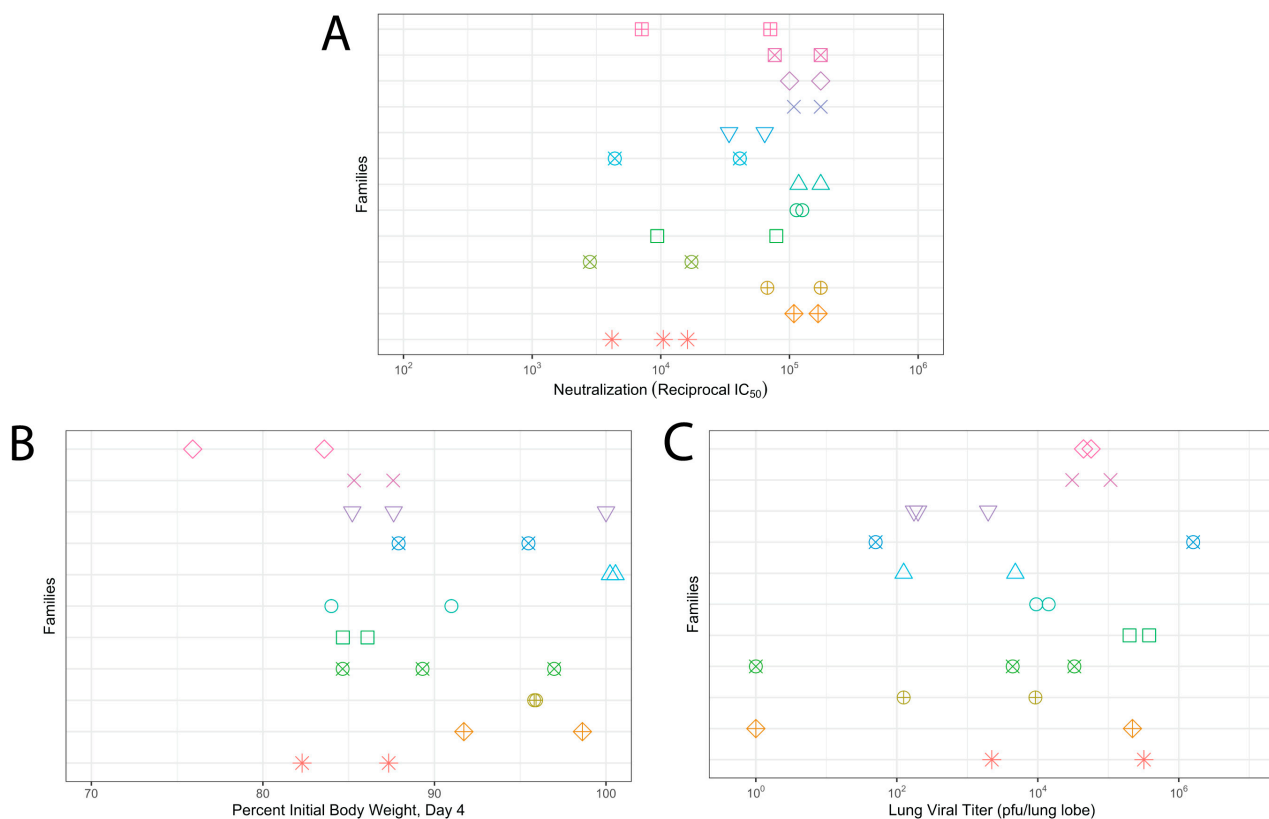 A
Families
10²
10³
10⁴
10⁵
10⁶
Neutralization (Reciprocal IC₅₀)
B
Families
70
80
90
100
Percent Initial Body Weight, Day 4
C
Families
10⁰
10²
10⁴
10⁶
Lung Viral Titer (pfu/lung lobe)